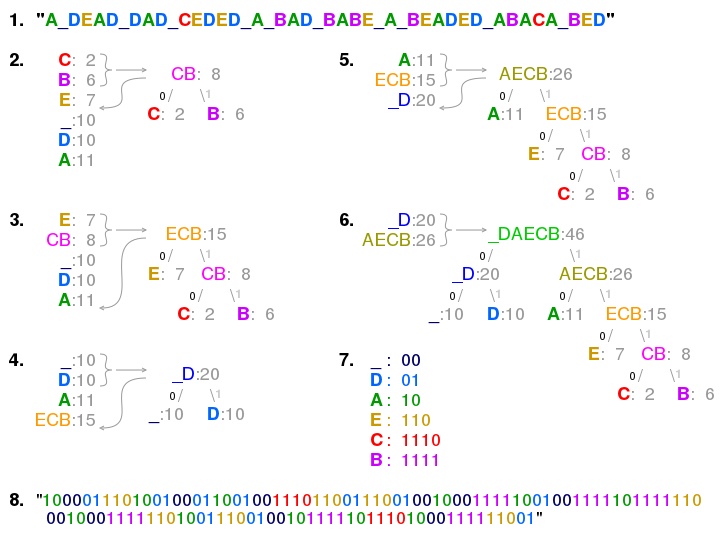 1. "A_DEAD_DAD_CEDED_A_BAD_BABE_A_BEADED_ABACA_BED"
2.
C: 2
B: 6
E: 7
_:10
D:10
A:11
CB: 8
0 1
C: 2 B: 6
3.
E: 7
CB: 8
_:10
D:10
A:11
ECB:15
0 1
E: 7 CB: 8
0 1
C: 2 B: 6
4.
_:10
D:10
A:11
ECB:15
_D:20
0 1
_:10 D:10
5.
A:11
ECB:15
_D:20
AECB:26
0 1
A:11 ECB:15
0 1
E: 7 CB: 8
0 1
C: 2 B: 6
6.
_D:20
AECB:26
_DAECB:46
0 1
_D:20 AECB:26
0 1 0 1
_:10 D:10 A:11 ECB:15
0 1
E: 7 CB: 8
0 1
C: 2 B: 6
7.
_ : 00
D : 01
A : 10
E : 110
C : 1110
B : 1111
8. "1000011101001000110010011101100111001001000111110010011111011111110
00100011111101001110010010111110111010001111111001"